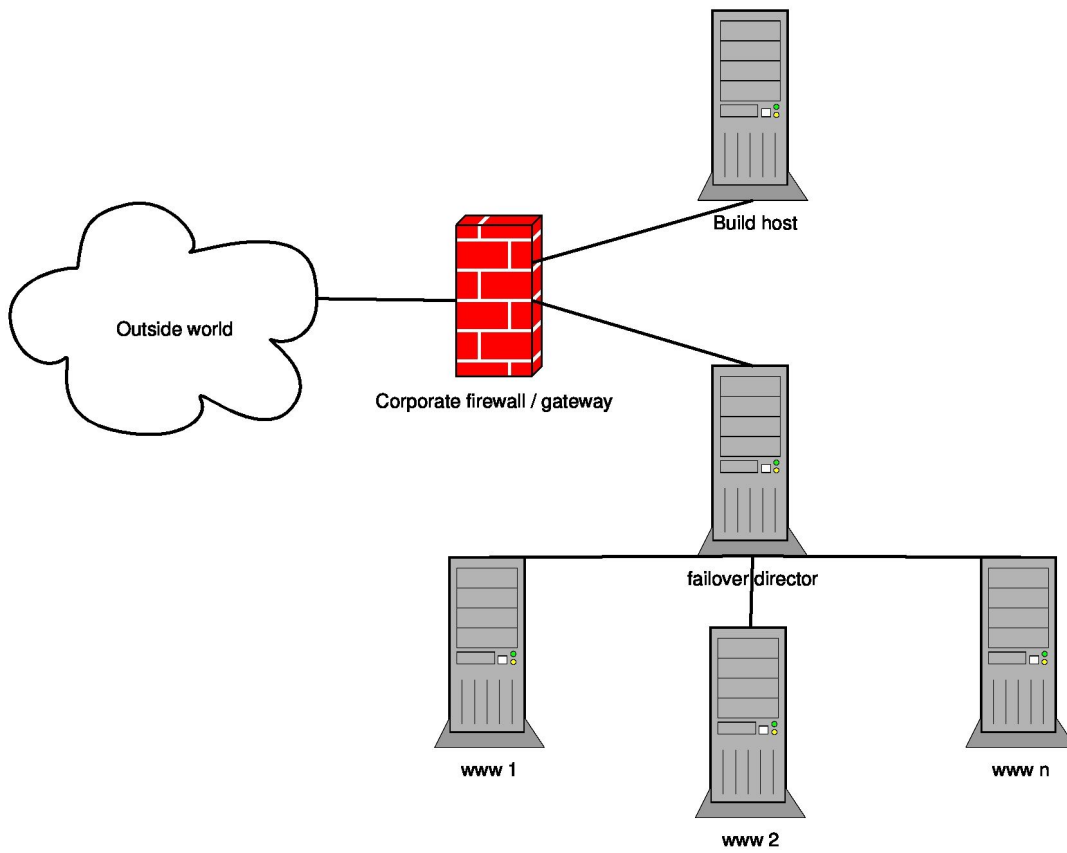 Build host
Outside world
Corporate firewall / gateway
failover director
www 1
www n
www 2